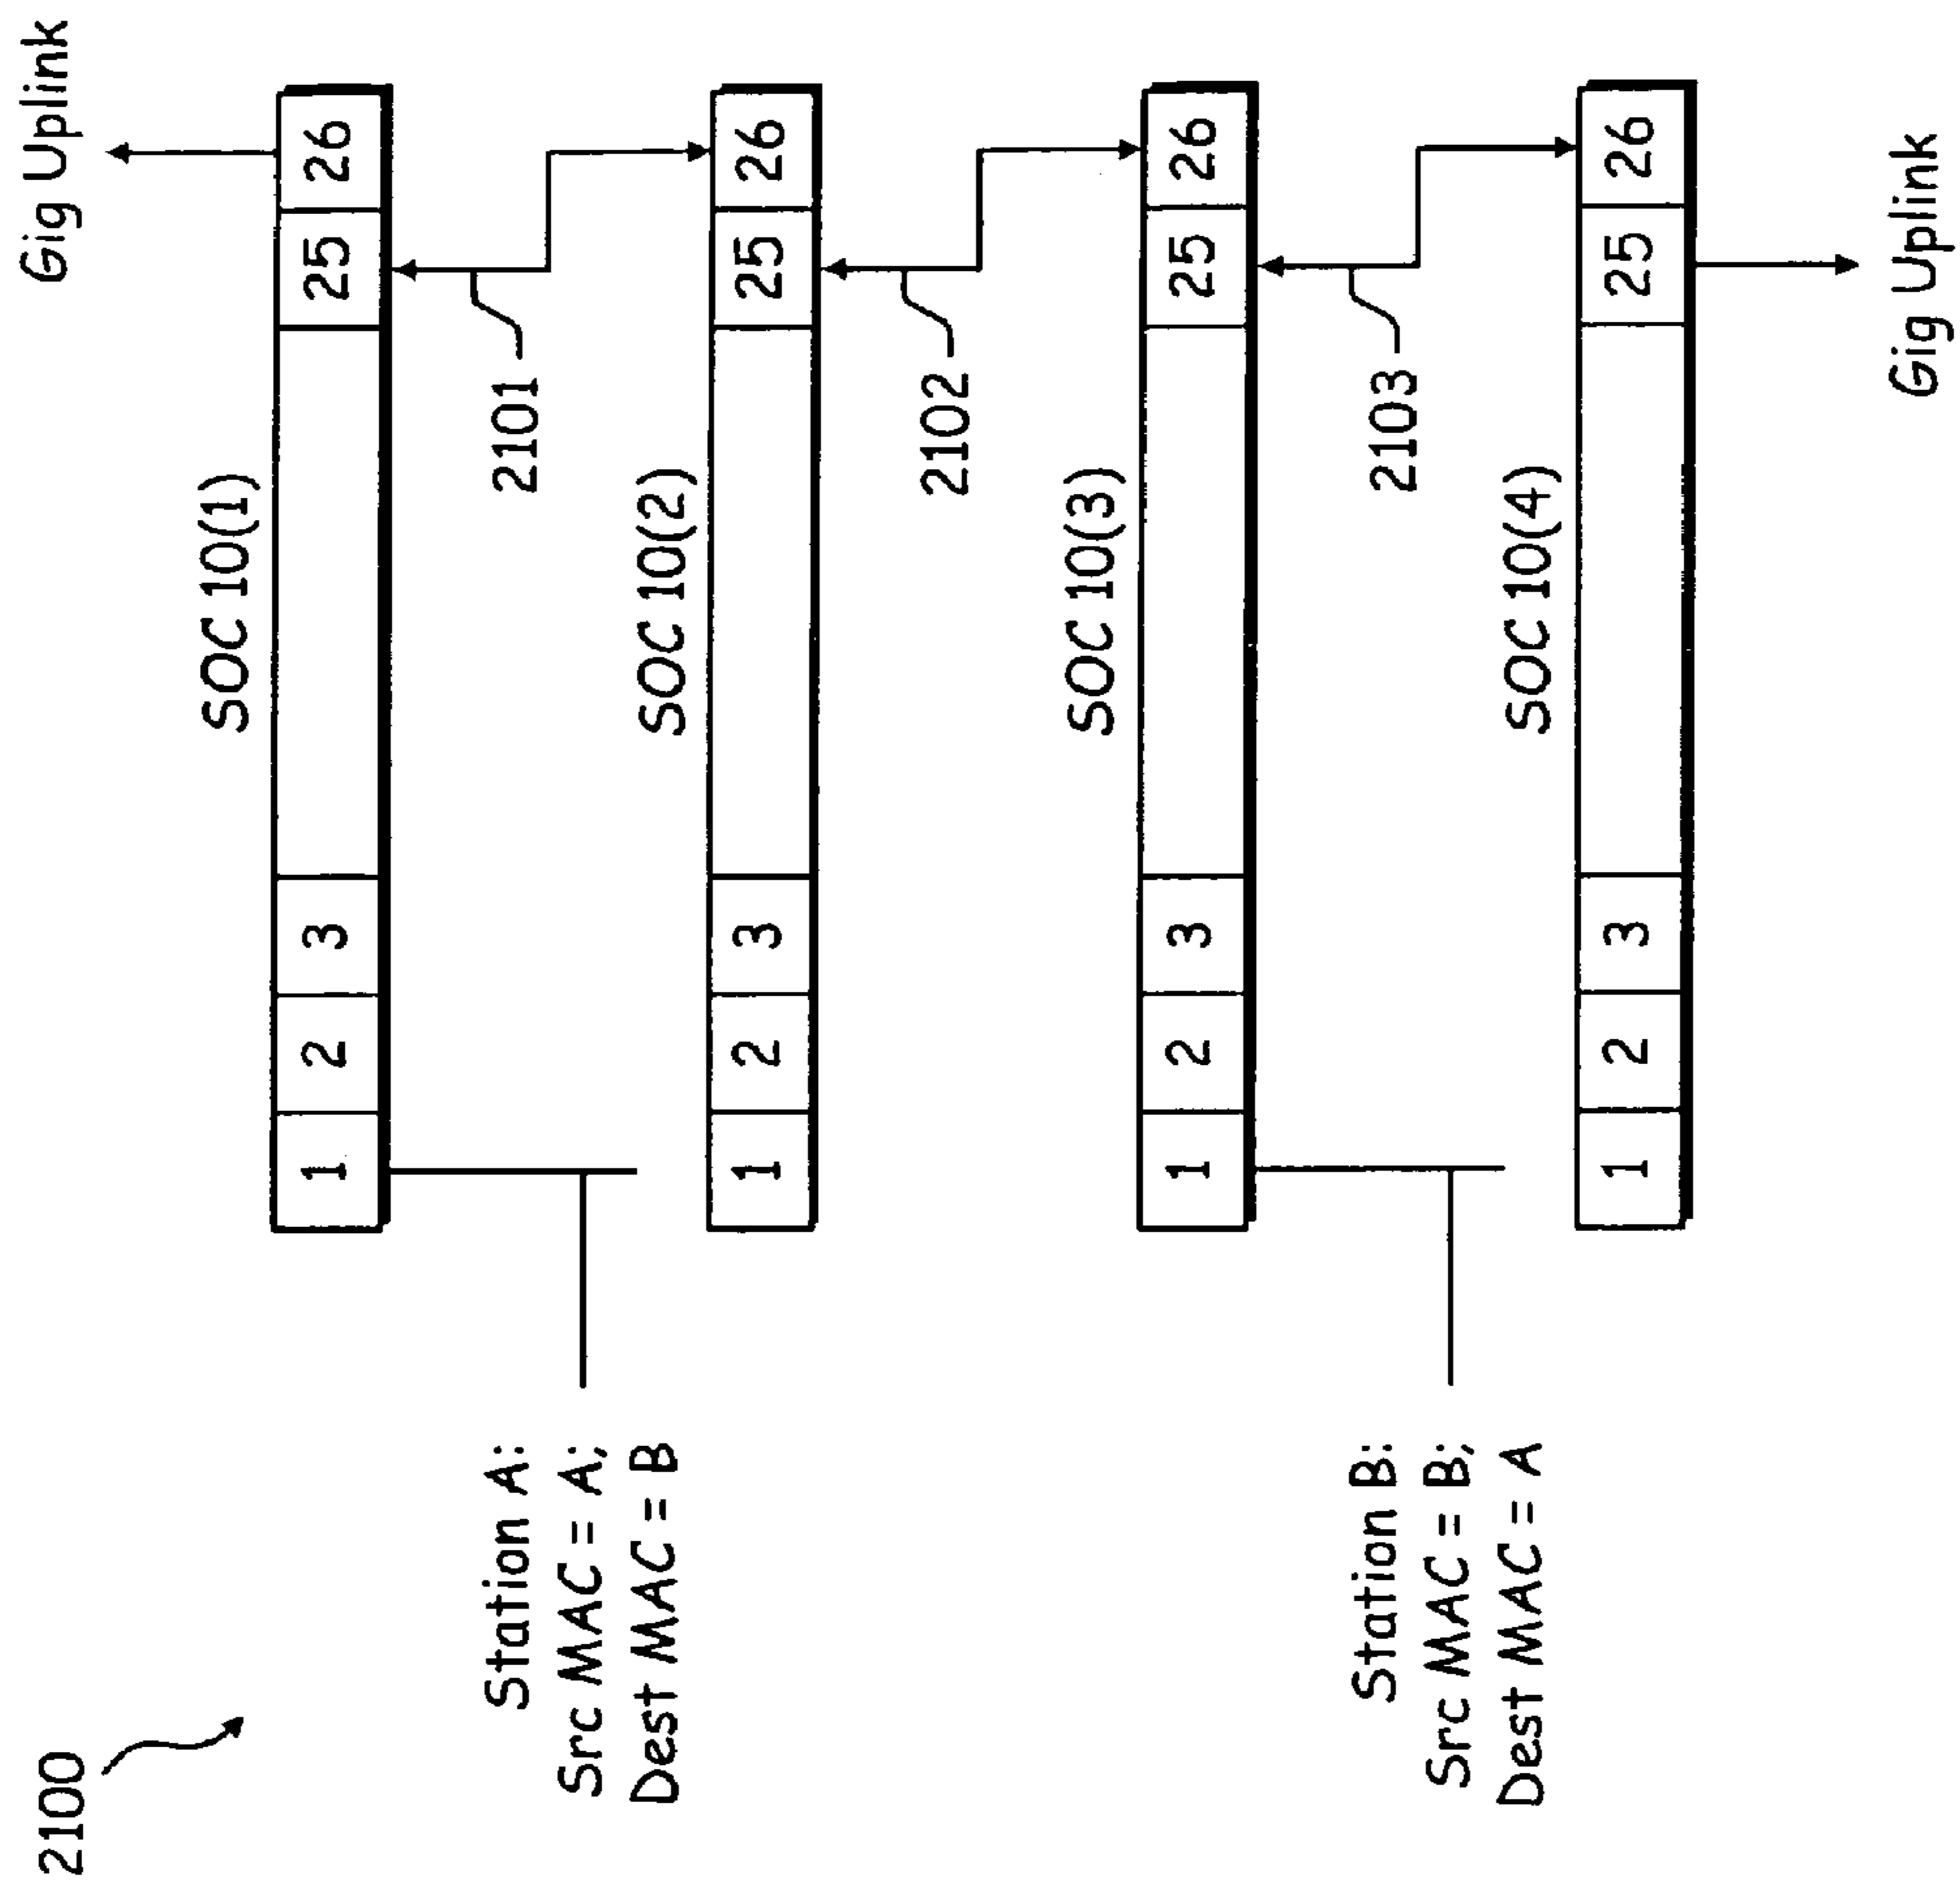 2100
Gig Uplink
SOC 10(1)
1 2 3 25 26
Station A:
Src MAC = A;
Dest MAC = B
2101
SOC 10(2)
1 2 3 25 26
2102
SOC 10(3)
1 2 3 25 26
Station B:
Src MAC = B;
Dest MAC = A
2103
SOC 10(4)
1 2 3 25 26
Gig Uplink